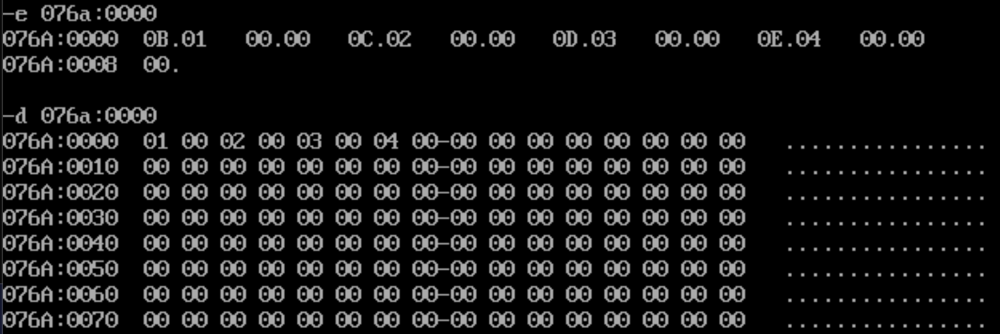 -e 076a:0000
076A:0000  0B.01   00.00   0C.02   00.00   0D.03   00.00   0E.04   00.00
076A:0008  00.
-d 076a:0000
076A:0000  01 00 02 00 03 00 04 00-00 00 00 00 00 00 00 00   ................
076A:0010  00 00 00 00 00 00 00 00-00 00 00 00 00 00 00 00   ................
076A:0020  00 00 00 00 00 00 00 00-00 00 00 00 00 00 00 00   ................
076A:0030  00 00 00 00 00 00 00 00-00 00 00 00 00 00 00 00   ................
076A:0040  00 00 00 00 00 00 00 00-00 00 00 00 00 00 00 00   ................
076A:0050  00 00 00 00 00 00 00 00-00 00 00 00 00 00 00 00   ................
076A:0060  00 00 00 00 00 00 00 00-00 00 00 00 00 00 00 00   ................
076A:0070  00 00 00 00 00 00 00 00-00 00 00 00 00 00 00 00   ................